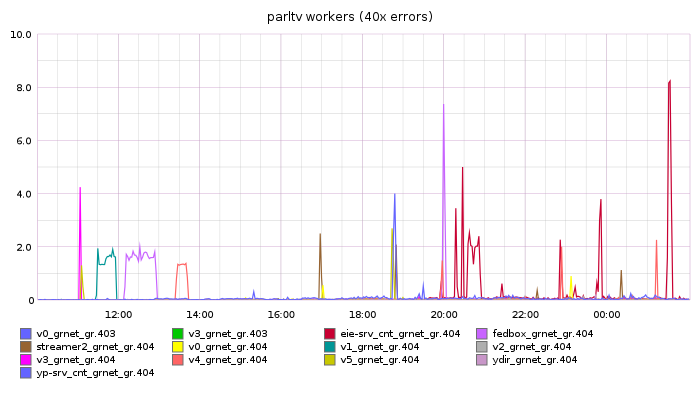 parltv workers (40x errors)
10.0
8.0
6.0
4.0
2.0
0
12:00 14:00 16:00 18:00 20:00 22:00 00:00
v0_grnet_gr.403 v3_grnet_gr.403 eie-srv_cnt_grnet_gr.404 fedbox_grnet_gr.404
streamer2_grnet_gr.404 v0_grnet_gr.404 v1_grnet_gr.404 v2_grnet_gr.404
v3_grnet_gr.404 v4_grnet_gr.404 v5_grnet_gr.404 ydir_grnet_gr.404
yp-srv_cnt_grnet_gr.404